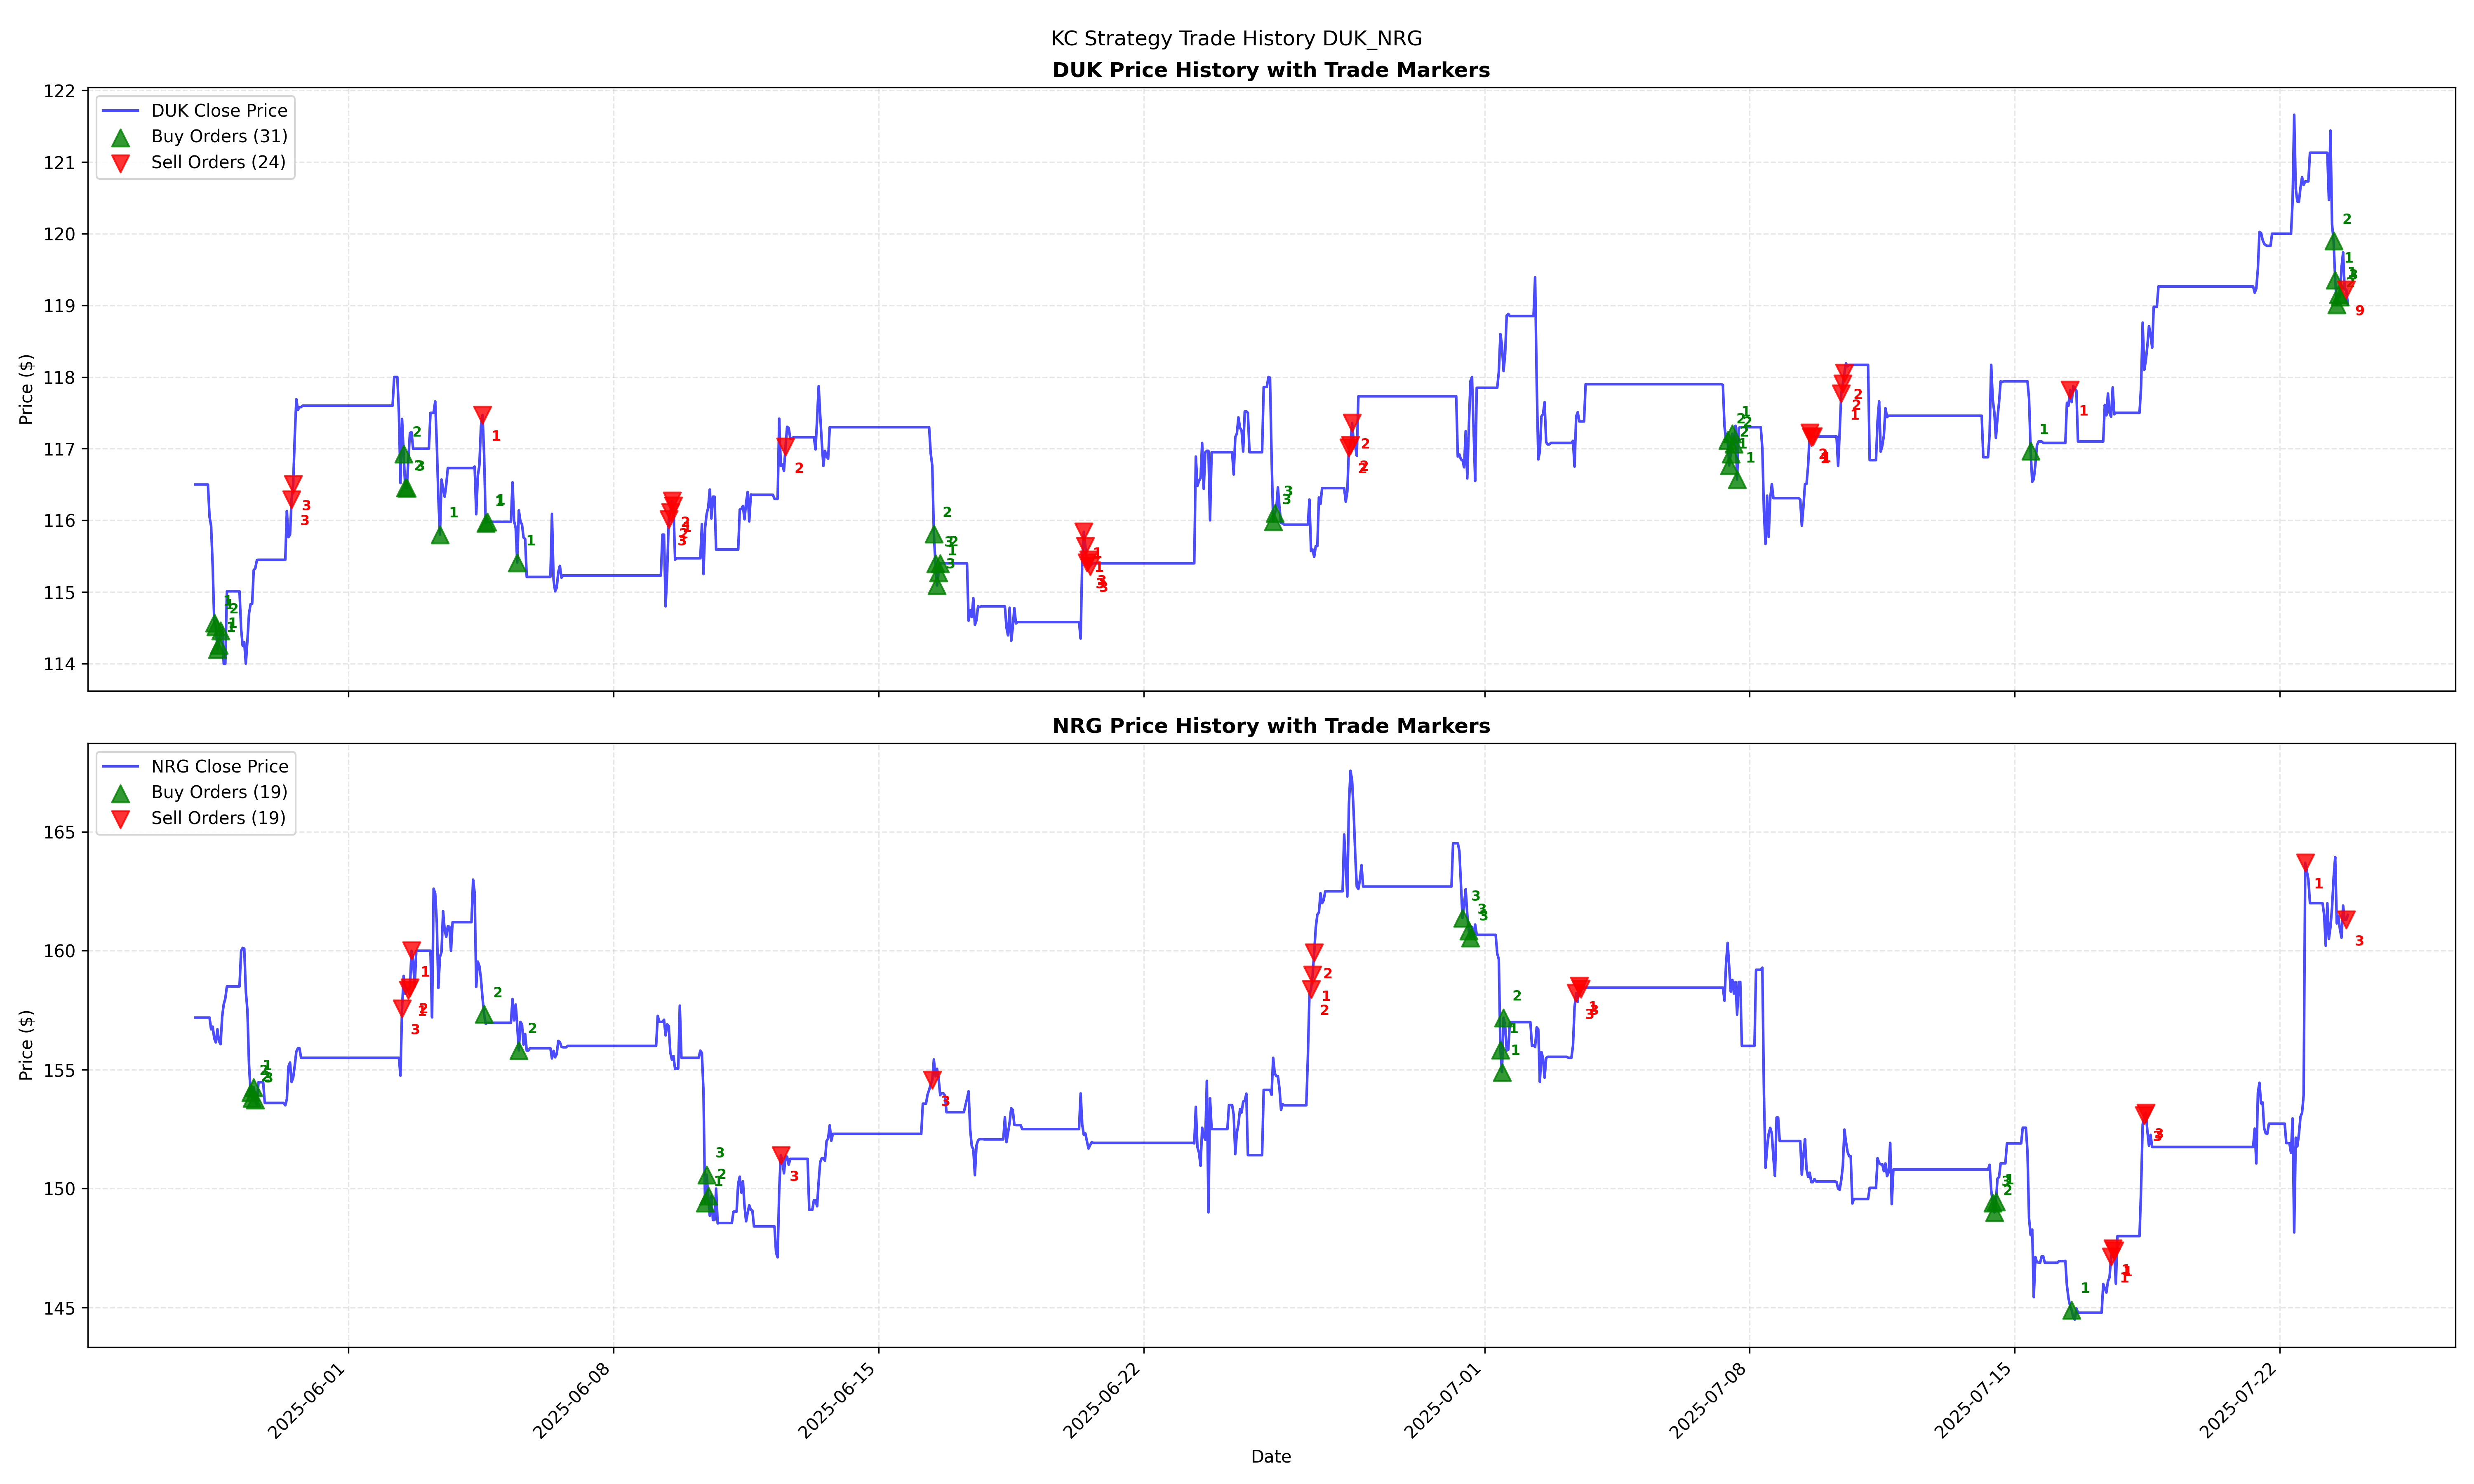 KC Strategy Trade History DUK_NRG
DUK Price History with Trade Markers
DUK Close Price
Buy Orders (31)
Sell Orders (24)
Price ($)
122
121
120
119
118
117
116
115
114
NRG Price History with Trade Markers
NRG Close Price
Buy Orders (19)
Sell Orders (19)
Price ($)
165
160
155
150
145
2025-06-01
2025-06-08
2025-06-15
2025-06-22
2025-07-01
2025-07-08
2025-07-15
2025-07-22
Date